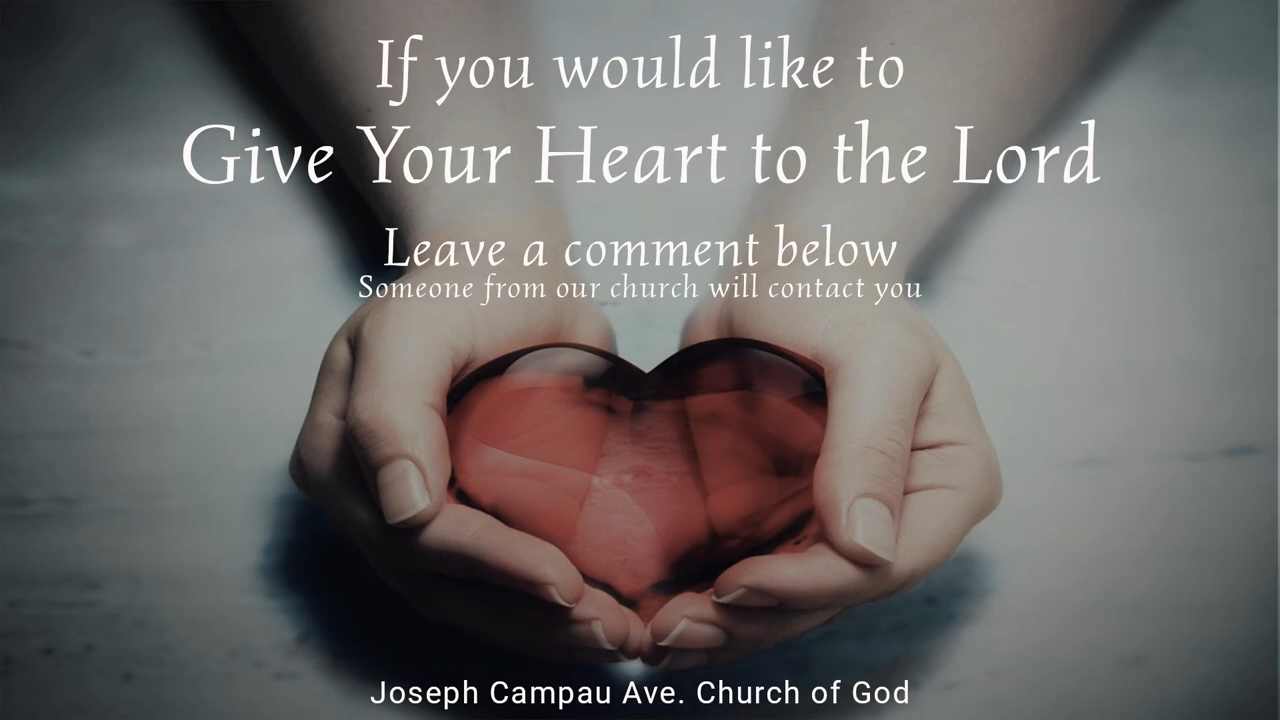 If you would like to
Give Your Heart to the Lord
Leave a comment below
Someone from our church will contact you
Joseph Campau Ave. Church of God